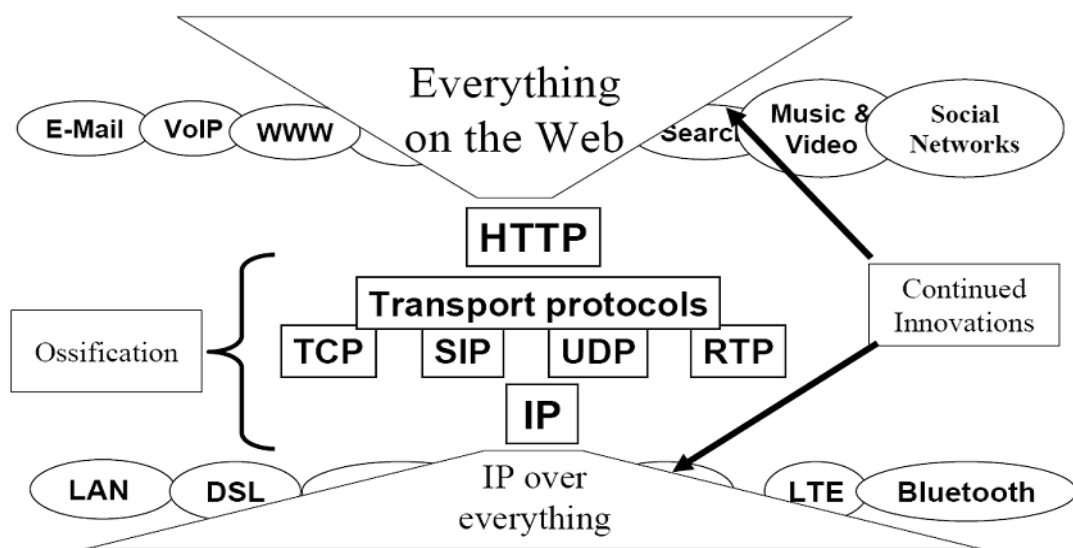 Everything
on the Web
E-Mail
VoIP
WWW
Search
Music &
Video
Social
Networks
HTTP
Transport protocols
TCP
SIP
UDP
RTP
IP
Ossification
Continued
Innovations
LAN
DSL
IP over
everything
LTE
Bluetooth